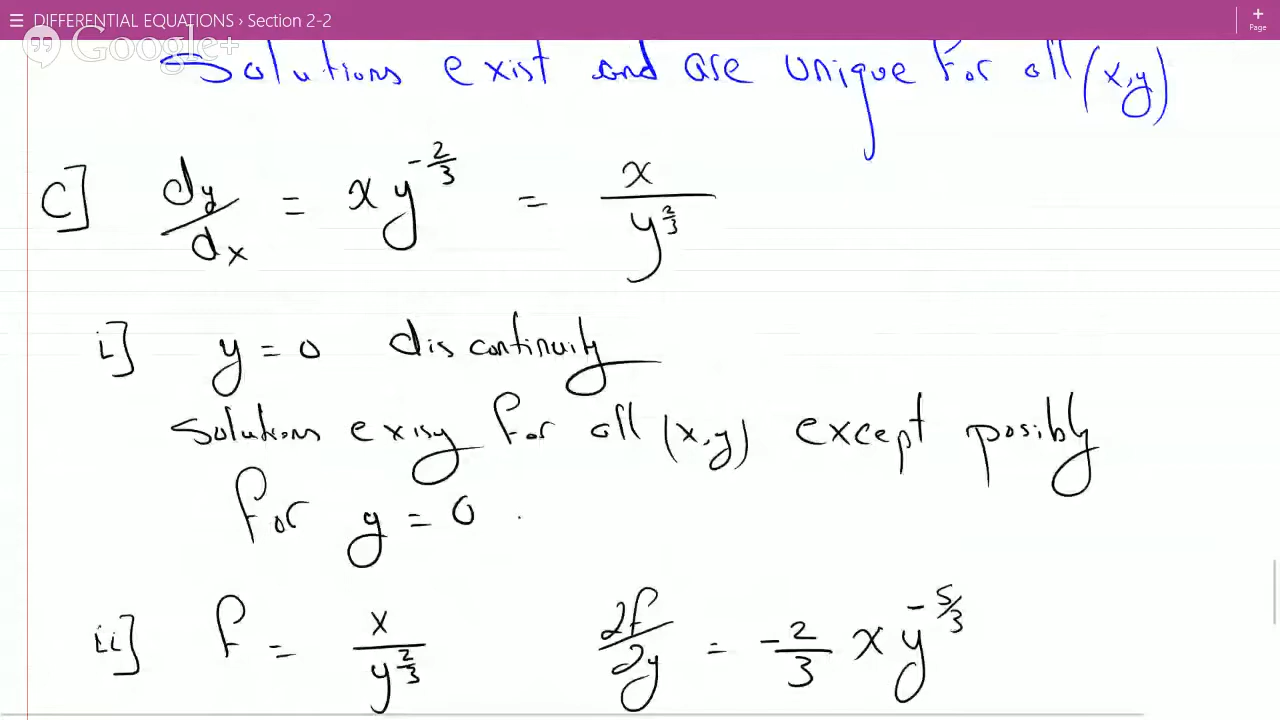 ☰ DIFFERENTIAL EQUATIONS › Section 2-2
+ Page
Google+
Solutions exist and are unique for all (x,y)
C] dy/dx = x y^(-2/3) = x / y^(2/3)
i] y = 0 discontinuity
Solutions exisy for all (x,y) except posibly
for y = 0 .
ii] f = x / y^(2/3) ∂f/∂y = -2/3 x y^(-5/3)